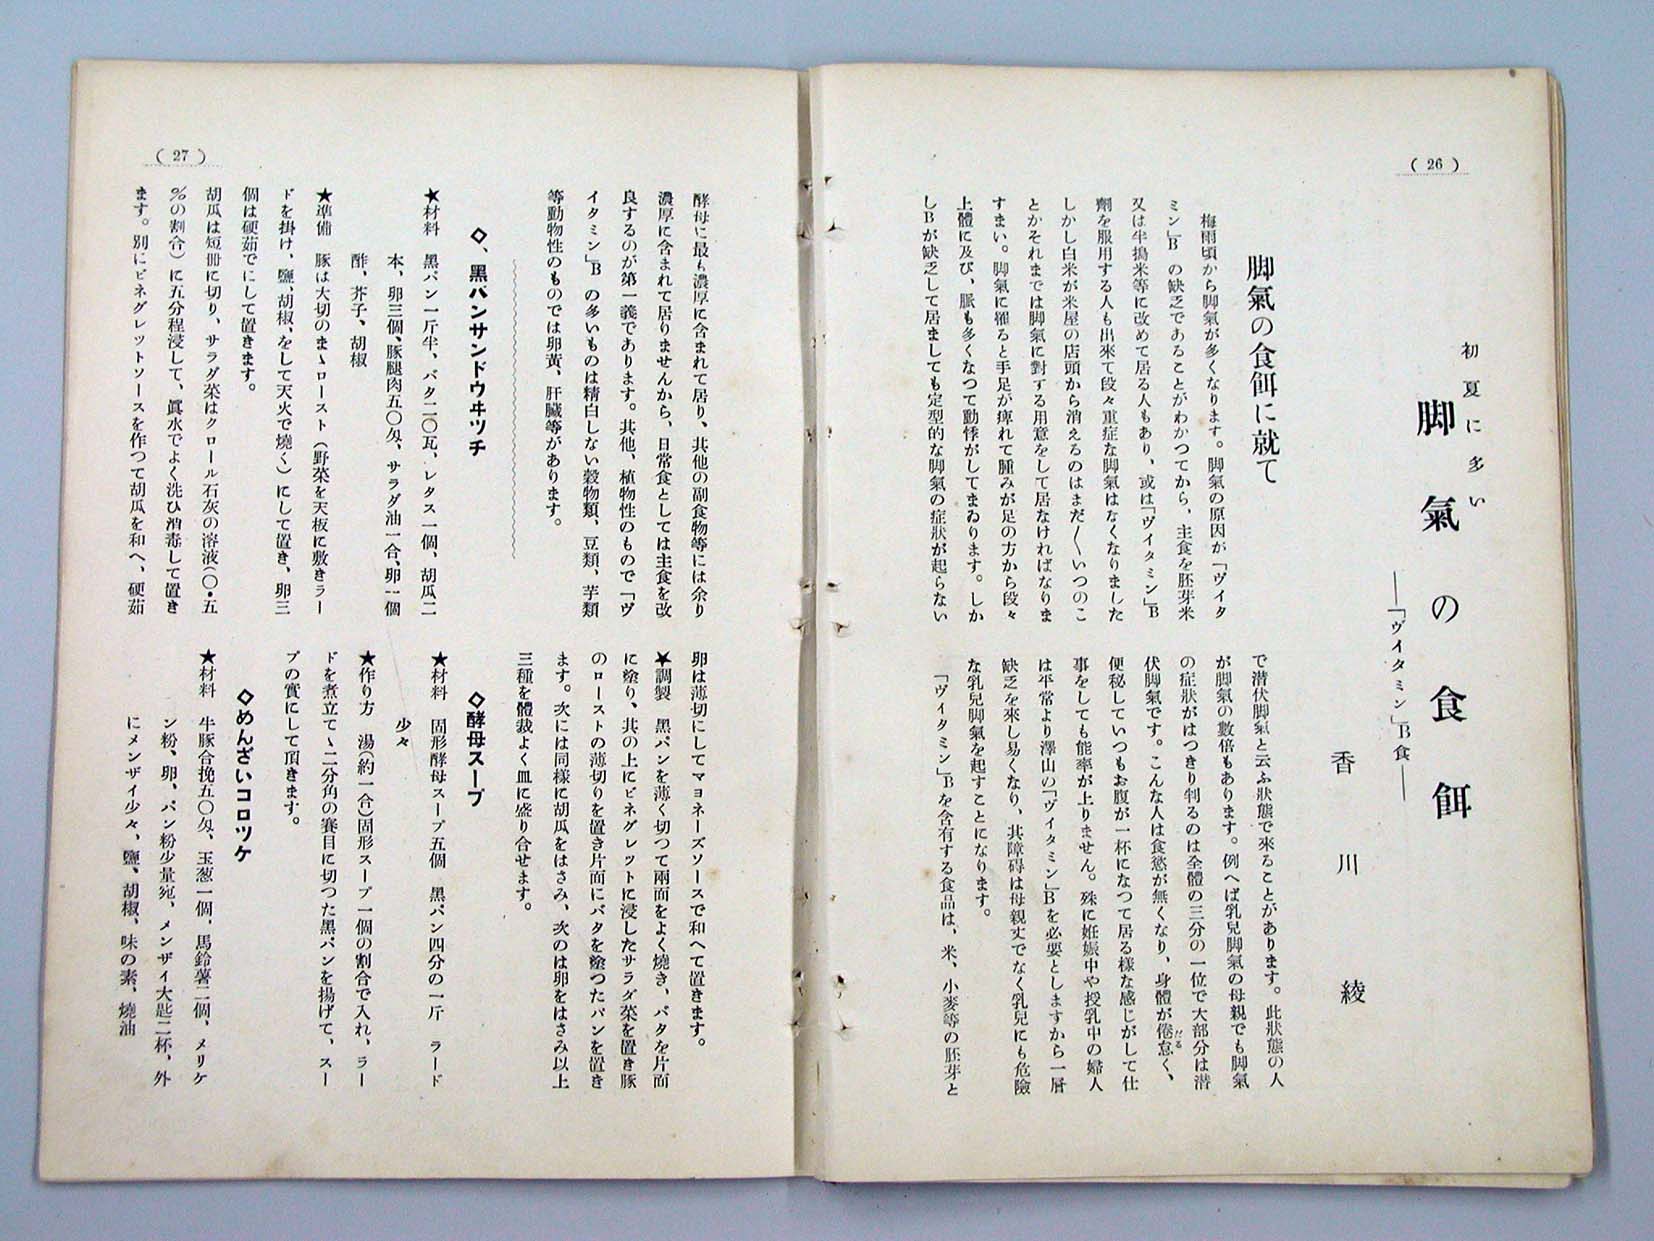 ( 26 )
初夏に多い
脚氣の食餌
――「ヴイタミン」B食――
香川綾
脚氣の食餌に就て
梅雨頃から脚氣が多くなります。脚氣の原因が「ヴイタ
ミン」B の缺乏であることがわかつてから、主食を胚芽米
又は半搗米等に改めて居る人もあり、或は「ヴイタミン」B
劑を服用する人も出來て段々重症な脚氣はなくなりました
しかし白米が米屋の店頭から消えるのはまだ〳〵いつのこ
とかそれまでは脚氣に對する用意をして居なければなりま
すまい。脚氣に罹ると手足が痺れて腫みが足の方から段々
上體に及び、脈も多くなつて動悸がしてまゐります。しか
しBが缺乏して居ましても定型的な脚氣の症狀が起らない
で潜伏脚氣と云ふ狀態で來ることがあります。此狀態の人
が脚氣の數倍もあります。例へば乳兒脚氣の母親でも脚氣
の症狀がはつきり判るのは全體の三分の一位で大部分は潜
伏脚氣です。こんな人は食慾が無くなり、身體が倦怠く、
だる
便秘していつもお腹が一杯になつて居る樣な感じがして仕
事をしても能率が上りません。殊に妊娠中や授乳中の婦人
は平常より澤山の「ヴイタミン」Bを必要としますから一層
缺乏を來し易くなり、其障碍は母親丈でなく乳兒にも危險
な乳兒脚氣を起すことになります。
「ヴイタミン」Bを含有する食品は、米、小麥等の胚芽と
( 27 )
酵母に最も濃厚に含まれて居り、其他の副食物等には余り
濃厚に含まれて居りませんから、日常食としては主食を改
良するのが第一義であります。其他、植物性のもので「ヴ
イタミン」B の多いものは精白しない穀物類、豆類、芋類
等動物性のものでは卵黃、肝臟等があります。
◇、黑パンサンドウヰツチ
★材料 黑パン一斤半、バタ二〇瓦、レタス一個、胡瓜二
本、卵三個、豚腿肉五〇匁、サラダ油一合、卵一個
酢、芥子、胡椒
★準備 豚は大切のまゝロースト(野菜を天板に敷きラー
ドを掛け、鹽、胡椒、をして天火で燒く)にして置き、卵三
個は硬茹でにして置きます。
胡瓜は短册に切り、サラダ菜はクロール石灰の溶液(〇・五
%の割合)に五分程浸して、眞水でよく洗ひ消毒して置き
ます。別にビネグレットソースを作つて胡瓜を和へ、硬茹
卵は薄切にしてマヨネーズソースで和へて置きます。
★調製 黑パンを薄く切つて兩面をよく燒き、バタを片面
に塗り、其の上にビネグレットに浸したサラダ菜を置き豚
のローストの薄切りを置き片面にバタを塗つたパンを置き
ます。次には同樣に胡瓜をはさみ、次のは卵をはさみ以上
三種を體裁よく皿に盛り合せます。
◇酵母スープ
★材料 固形酵母スープ五個 黑パン四分の一斤 ラード
少々
★作り方 湯(約一合)固形スープ一個の割合で入れ、ラー
ドを煮立てゝ二分角の賽目に切つた黑パンを揚げて、スー
プの實にして頂きます。
◇めんざいコロツケ
★材料 牛豚合挽五〇匁、玉葱一個、馬鈴薯二個、メリケ
ン粉、卵、パン粉少量宛、メンザイ大匙二杯、外
にメンザイ少々、鹽、胡椒、味の素、燒油